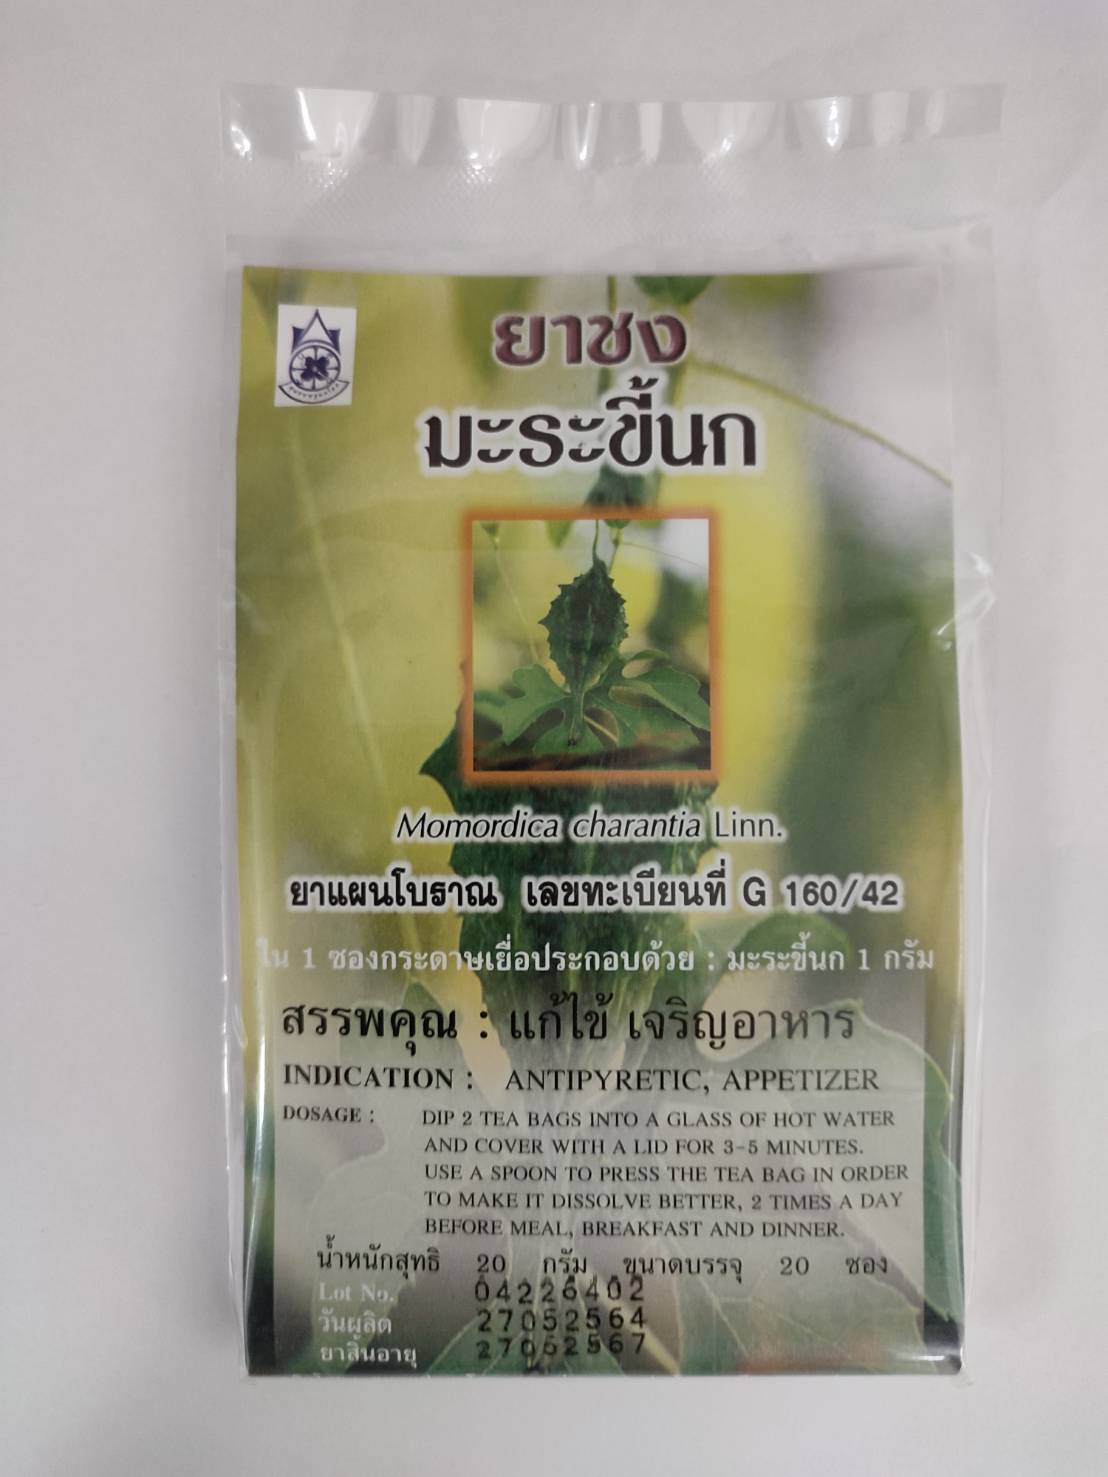 ยาชง
มะระขี้นก
Momordica charantia Linn.
ยาแผนโบราณ เลขทะเบียนที่ G 160/42
ใน 1 ซองกระดาษเยื่อประกอบด้วย : มะระขี้นก 1 กรัม
สรรพคุณ : แก้ไข้ เจริญอาหาร
INDICATION : ANTIPYRETIC, APPETIZER
DOSAGE : DIP 2 TEA BAGS INTO A GLASS OF HOT WATER
AND COVER WITH A LID FOR 3-5 MINUTES.
USE A SPOON TO PRESS THE TEA BAG IN ORDER
TO MAKE IT DISSOLVE BETTER, 2 TIMES A DAY
BEFORE MEAL, BREAKFAST AND DINNER.
น้ำหนักสุทธิ 20 กรัม ขนาดบรรจุ 20 ซอง
Lot No. 04226402
วันผลิต 27052564
ยาสิ้นอายุ 27052567